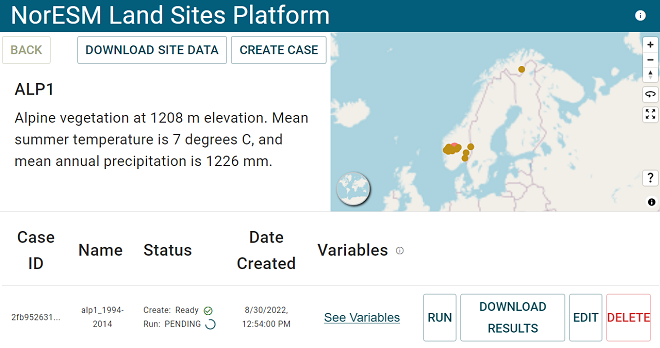 NorESM Land Sites Platform
BACK
DOWNLOAD SITE DATA
CREATE CASE
ALP1
Alpine vegetation at 1208 m elevation. Mean
summer temperature is 7 degrees C, and
mean annual precipitation is 1226 mm.
?
Case
ID
Name
Status
Date
Created
Variables
2fb952631...
alp1_1994-
2014
Create: Ready
Run: PENDING
8/30/2022,
12:54:00 PM
See Variables
RUN
DOWNLOAD
RESULTS
EDIT
DELETE